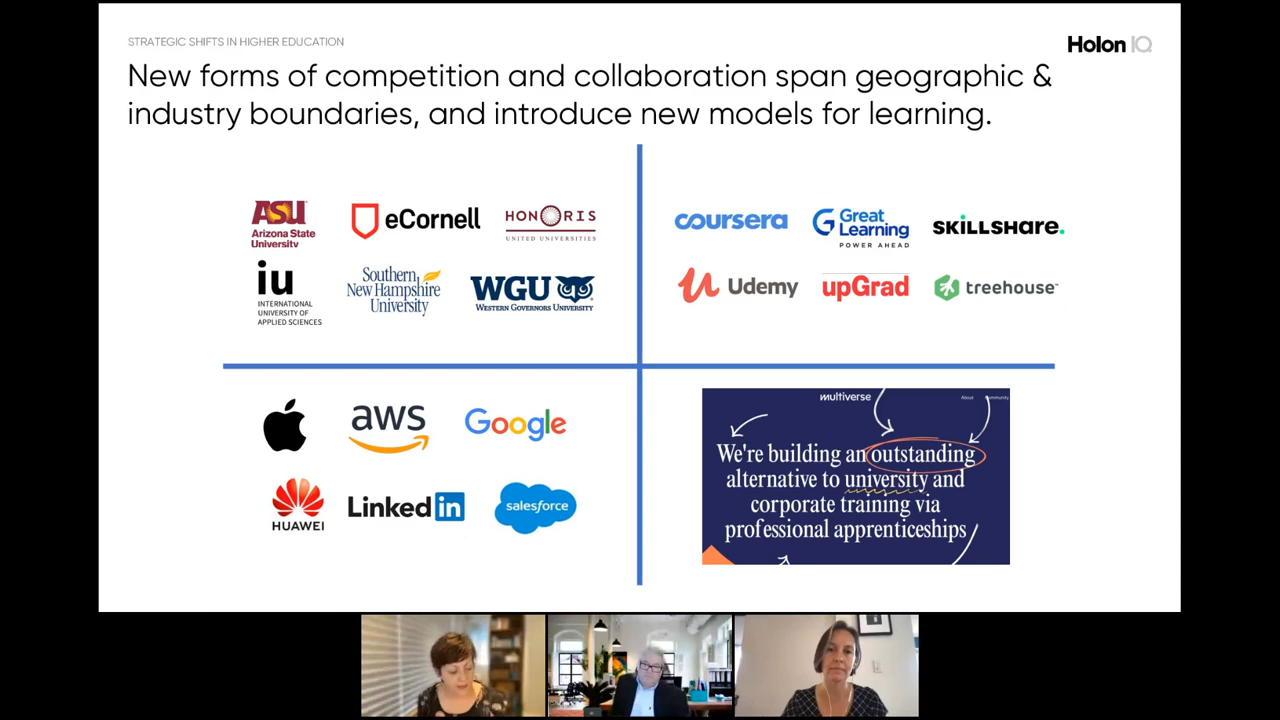 STRATEGIC SHIFTS IN HIGHER EDUCATION
Holon IQ
New forms of competition and collaboration span geographic &
industry boundaries, and introduce new models for learning.
ASU
Arizona State
University
eCornell
HONORIS
UNITED UNIVERSITIES
iu
INTERNATIONAL
UNIVERSITY OF
APPLIED SCIENCES
Southern
New Hampshire
University
WGU
WESTERN GOVERNORS UNIVERSITY
coursera
Great
Learning
POWER AHEAD
SKILLSHARE.
Udemy
upGrad
treehouse
aws
Google
HUAWEI
LinkedIn
salesforce
multiverse
About
Community
We're building an outstanding
alternative to university and
corporate training via
professional apprenticeships